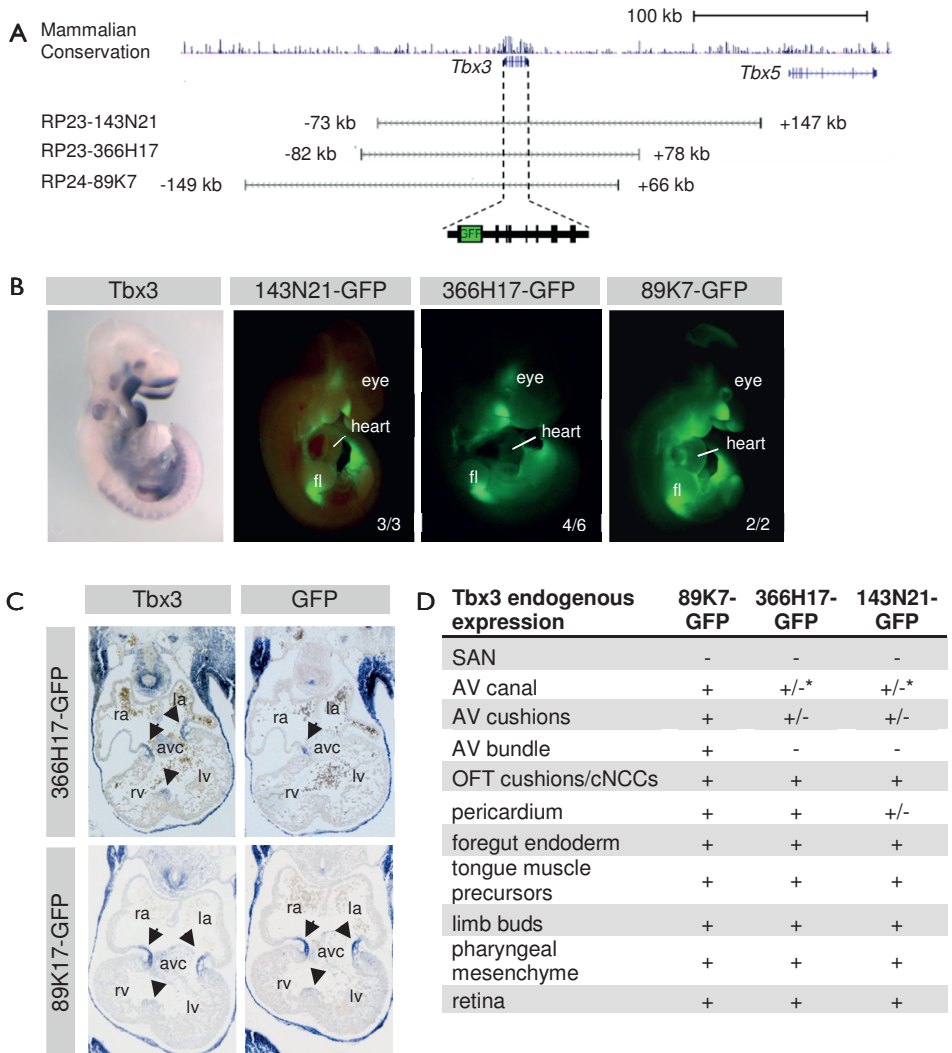 A
Mammalian
Conservation
100 kb
Tbx3
Tbx5
RP23-143N21 -73 kb +147 kb
RP23-366H17 -82 kb +78 kb
RP24-89K7 -149 kb +66 kb
GFP
B
Tbx3 143N21-GFP 366H17-GFP 89K7-GFP
eye heart fl 3/3
eye heart fl 4/6
eye heart fl 2/2
C
Tbx3 GFP
366H17-GFP
ra la avc rv lv
ra la avc rv lv
89K17-GFP
ra la avc rv lv
ra la avc rv lv
D
Tbx3 endogenous expression 89K7-GFP 366H17-GFP 143N21-GFP
SAN - - -
AV canal + +/-* +/-*
AV cushions + +/- +/-
AV bundle + - -
OFT cushions/cNCCs + + +
pericardium + + +/-
foregut endoderm + + +
tongue muscle precursors + + +
limb buds + + +
pharyngeal mesenchyme + + +
retina + + +